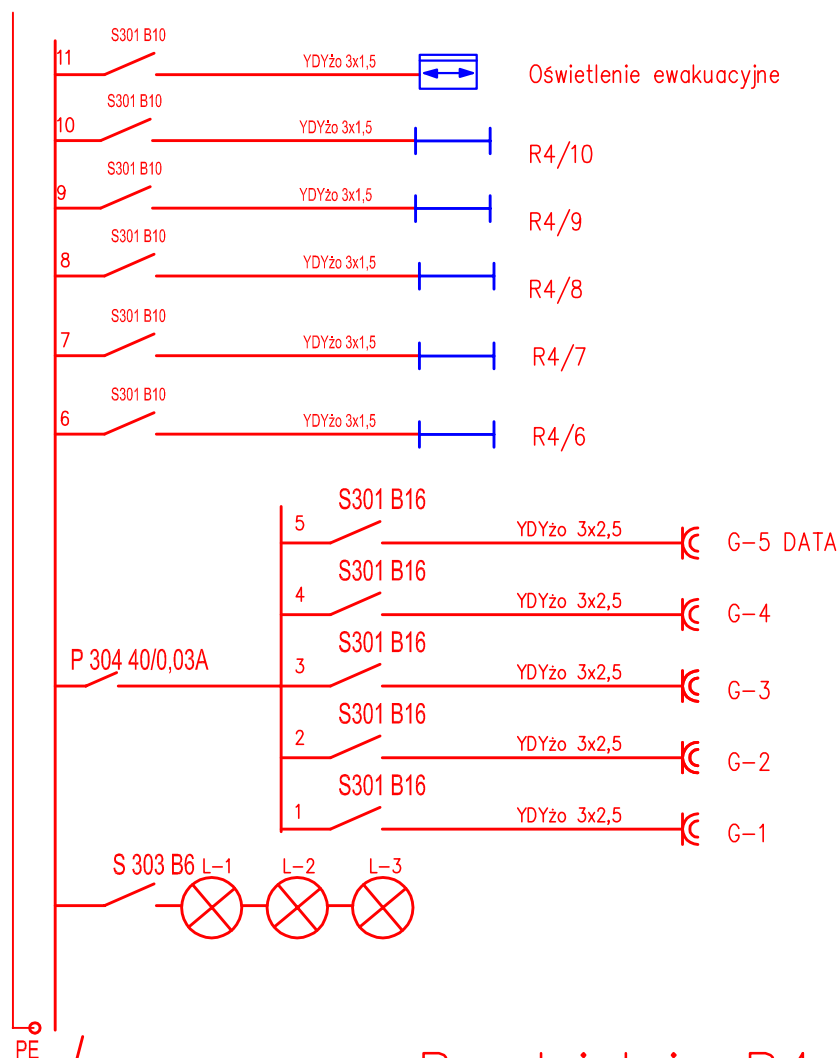 S301 B10
11 YDYżo 3x1,5 Oświetlenie ewakuacyjne
S301 B10
10 YDYżo 3x1,5 R4/10
S301 B10
9 YDYżo 3x1,5 R4/9
S301 B10
8 YDYżo 3x1,5 R4/8
S301 B10
7 YDYżo 3x1,5 R4/7
S301 B10
6 YDYżo 3x1,5 R4/6
S301 B16
5 YDYżo 3x2,5 G-5 DATA
S301 B16
4 YDYżo 3x2,5 G-4
S301 B16
P 304 40/0,03A 3 YDYżo 3x2,5 G-3
S301 B16
2 YDYżo 3x2,5 G-2
S301 B16
1 YDYżo 3x2,5 G-1
S 303 B6 L-1 L-2 L-3
PE
R4